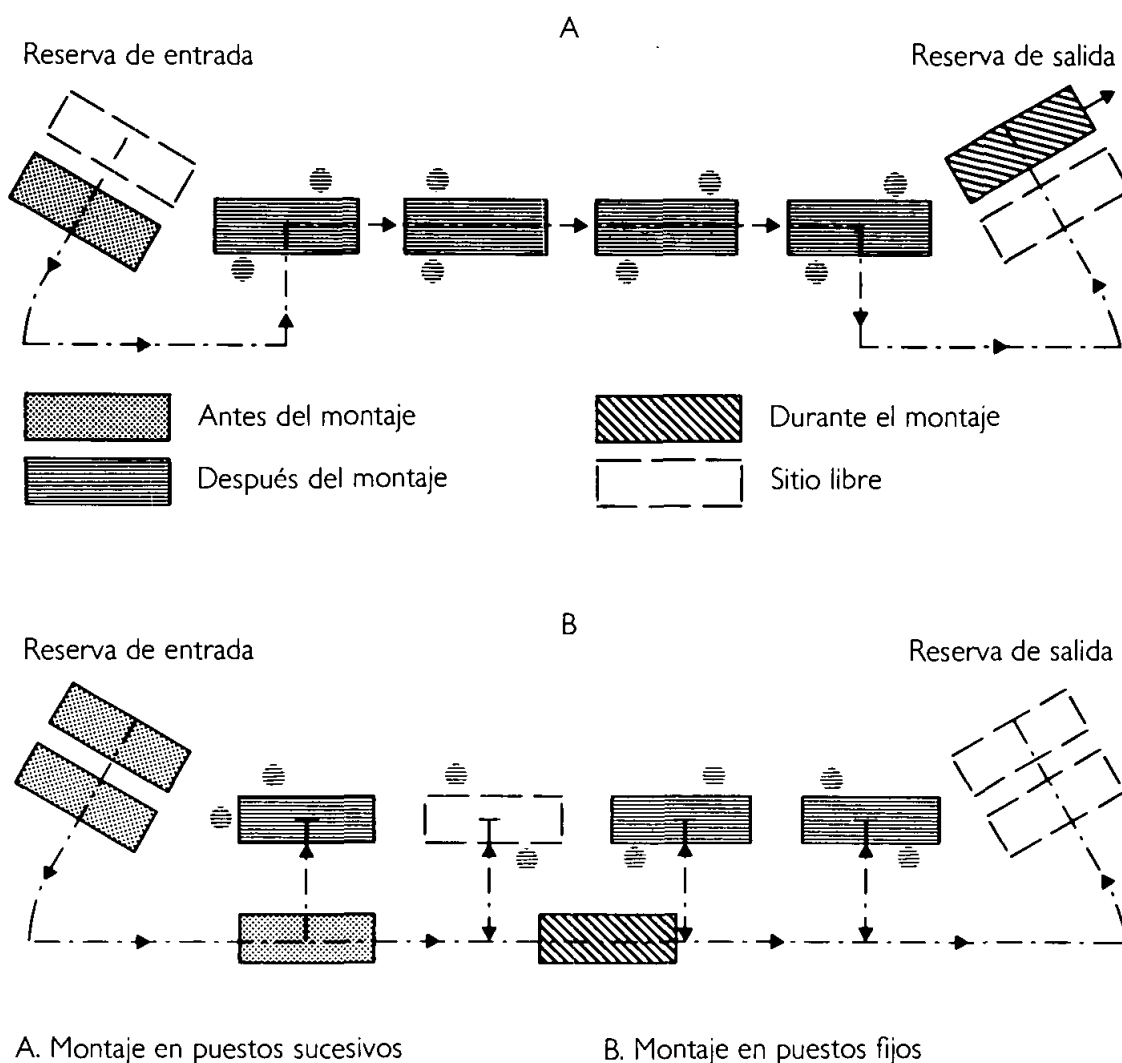 A
Reserva de entrada
Reserva de salida
Antes del montaje
Durante el montaje
Después del montaje
Sitio libre
B
Reserva de entrada
Reserva de salida
A. Montaje en puestos sucesivos
B. Montaje en puestos fijos